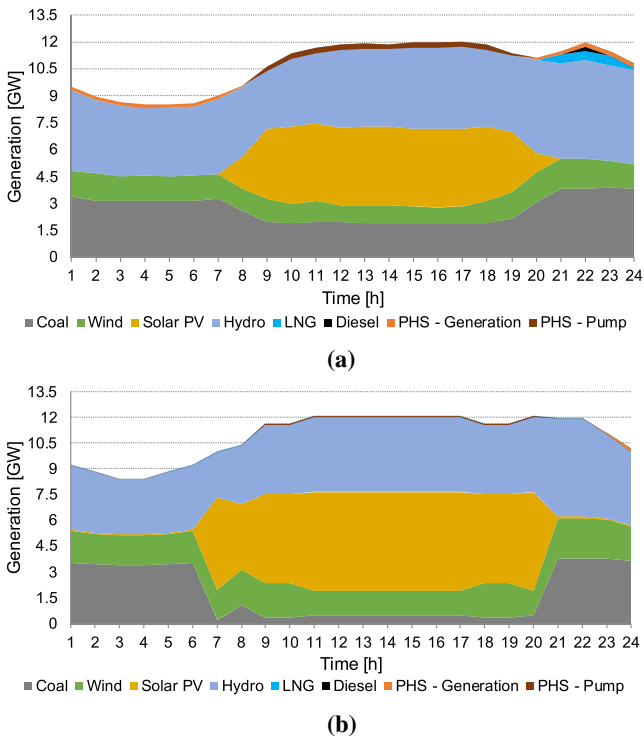 (a)
Generation [GW]
13.5
12
10.5
9
7.5
6
4.5
3
1.5
0
1 2 3 4 5 6 7 8 9 10 11 12 13 14 15 16 17 18 19 20 21 22 23 24
Time [h]
Coal Wind Solar PV Hydro LNG Diesel PHS - Generation PHS - Pump
(a)
Generation [GW]
13.5
12
10.5
9
7.5
6
4.5
3
1.5
0
1 2 3 4 5 6 7 8 9 10 11 12 13 14 15 16 17 18 19 20 21 22 23 24
Time [h]
Coal Wind Solar PV Hydro LNG Diesel PHS - Generation PHS - Pump
(b)